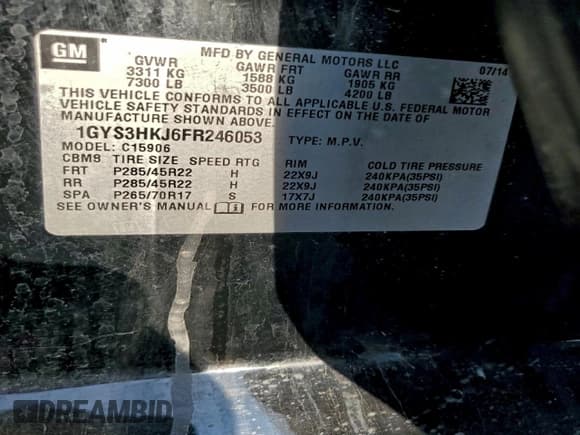 GM
MFD BY GENERAL MOTORS LLC
07/14
GVWR GAWR FRT GAWR RR
3311 KG 1588 KG 1905 KG
7300 LB 3500 LB 4200 LB
THIS VEHICLE CONFORMS TO ALL APPLICABLE U.S. FEDERAL MOTOR
VEHICLE SAFETY STANDARDS IN EFFECT ON THE DATE OF
MANUFACTURE SHOWN ABOVE.
1GYS3HKJ6FR246053 TYPE: M.P.V.
MODEL: C15906
CBM9 TIRE SIZE SPEED RTG RIM COLD TIRE PRESSURE
FRT P285/45R22 H 22X9J 240KPA(35PSI)
RR P285/45R22 H 22X9J 240KPA(35PSI)
SPA P265/70R17 S 17X7J 240KPA(35PSI)
SEE OWNER'S MANUAL FOR MORE INFORMATION.
DREAMBID